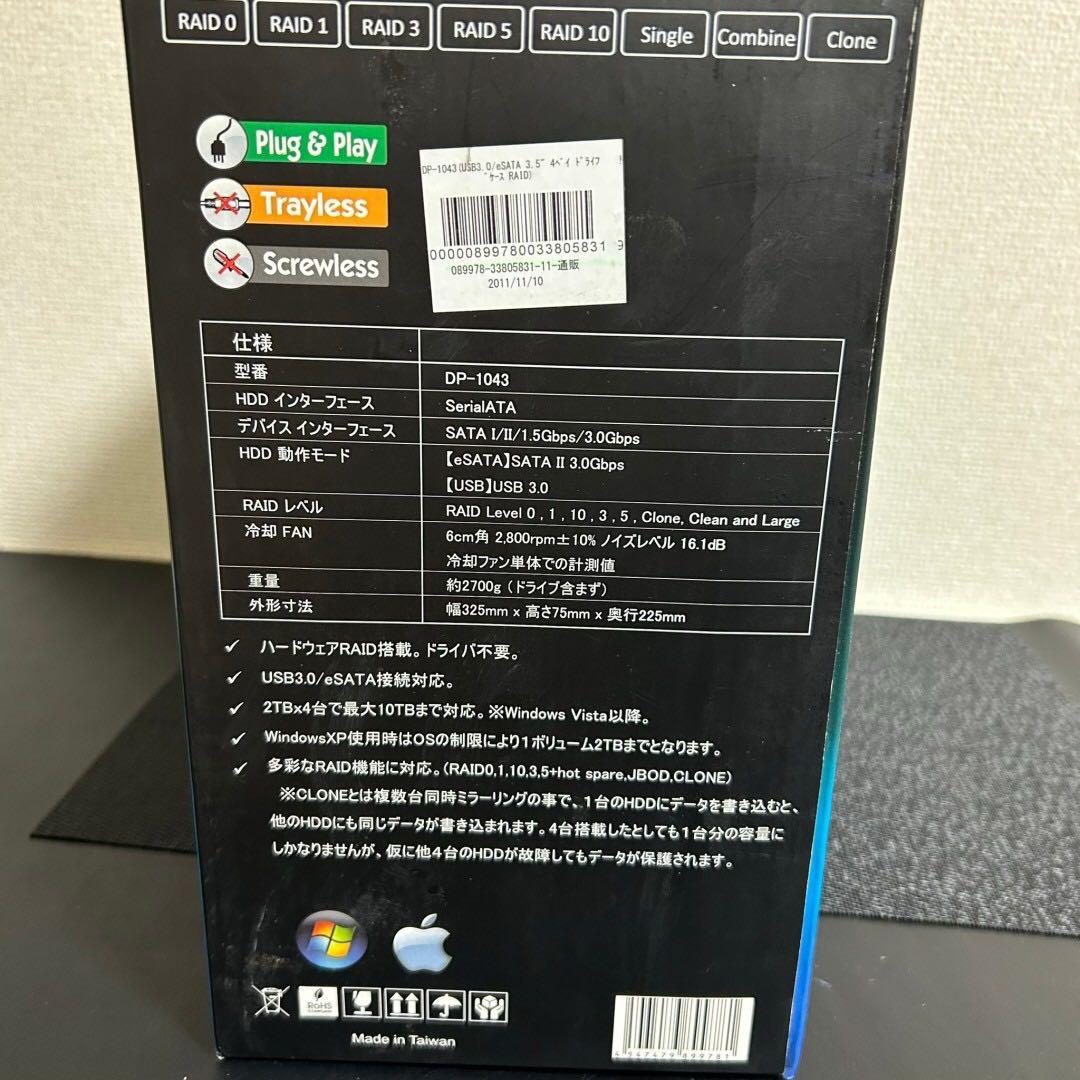 RAID 0 RAID 1 RAID 3 RAID 5 RAID 10 Single Combine Clone
Plug & Play
Trayless
Screwless
DP-1043(USB3.0/eSATA 3.5" 4ﾍﾞｲ ﾄﾞﾗｲﾌ
ﾞｹｰｽ RAID)
00000899780033805831 9
089978-33805831-11-通販
2011/11/10
仕様
型番 DP-1043
HDD インターフェース SerialATA
デバイス インターフェース SATA I/II/1.5Gbps/3.0Gbps
HDD 動作モード 【eSATA】SATA II 3.0Gbps
【USB】USB 3.0
RAID レベル RAID Level 0 , 1 , 10 , 3 , 5 , Clone, Clean and Large
冷却 FAN 6cm角 2,800rpm±10% ノイズレベル 16.1dB
冷却ファン単体での計測値
重量 約2700g (ドライブ含まず)
外形寸法 幅325mm x 高さ75mm x 奥行225mm
✓ ハードウェアRAID搭載。ドライバ不要。
✓ USB3.0/eSATA接続対応。
✓ 2TBx4台で最大10TBまで対応。※Windows Vista以降。
✓ WindowsXP使用時はOSの制限により1ボリューム2TBまでとなります。
✓ 多彩なRAID機能に対応。(RAID0,1,10,3,5+hot spare,JBOD,CLONE)
※CLONEとは複数台同時ミラーリングの事で、1台のHDDにデータを書き込むと、
他のHDDにも同じデータが書き込まれます。4台搭載したとしても1台分の容量に
しかなりませんが、仮に他4台のHDDが故障してもデータが保護されます。
RoHS
Made in Taiwan
4 547479 899781